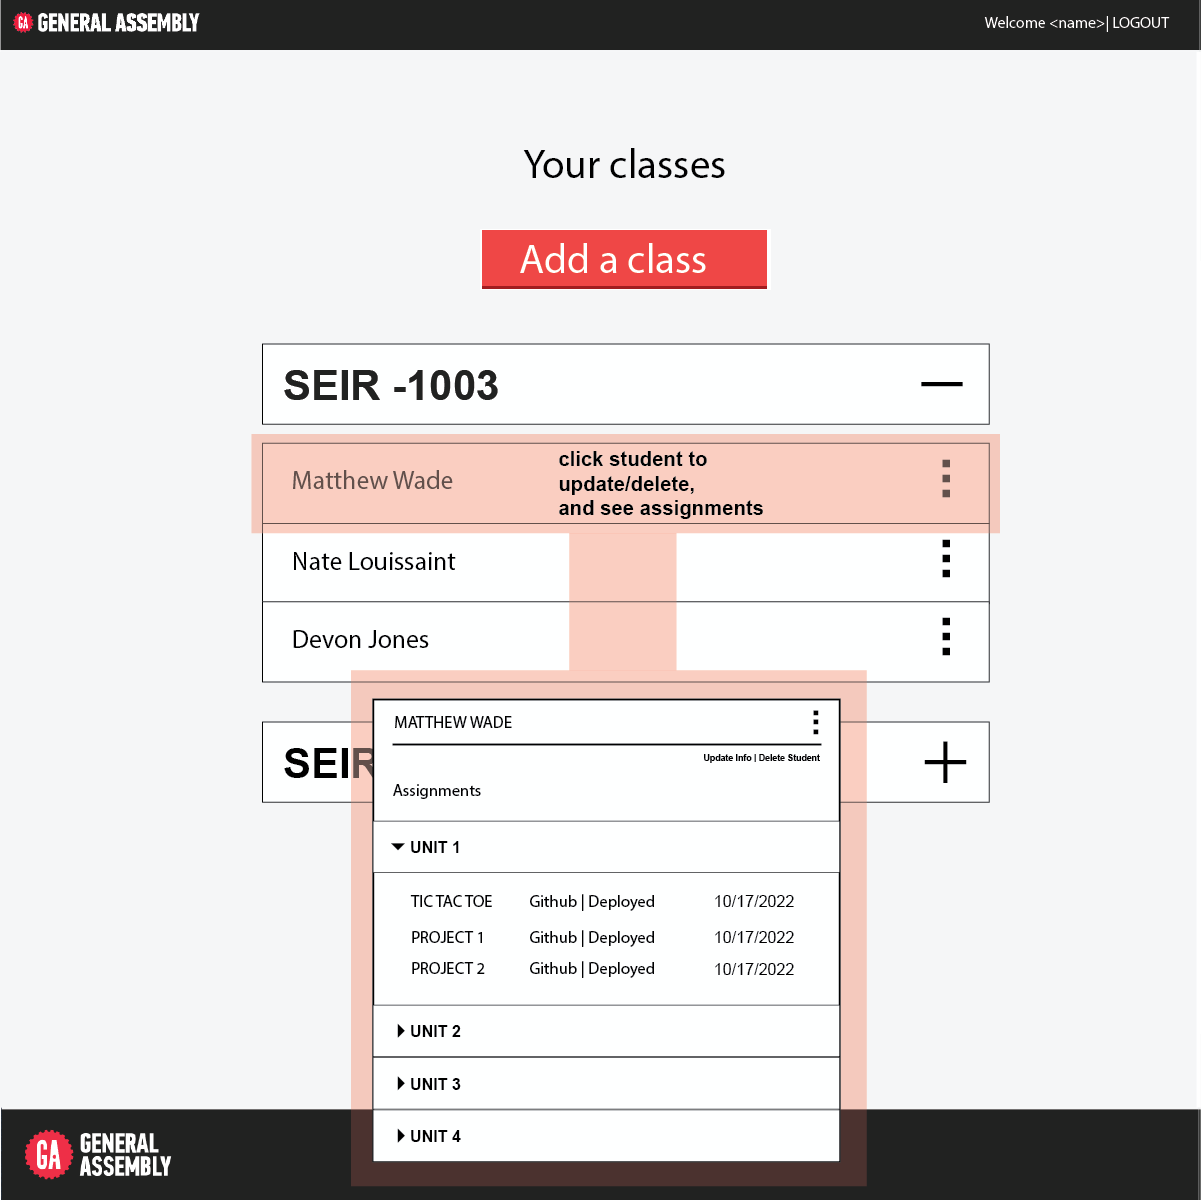 GA GENERAL ASSEMBLY
Welcome <name>| LOGOUT
Your classes
Add a class
SEIR -1003
Matthew Wade
click student to
update/delete,
and see assignments
Nate Louissaint
Devon Jones
SEIR
MATTHEW WADE
Update Info | Delete Student
Assignments
UNIT 1
TIC TAC TOE Github | Deployed 10/17/2022
PROJECT 1 Github | Deployed 10/17/2022
PROJECT 2 Github | Deployed 10/17/2022
UNIT 2
UNIT 3
UNIT 4
GA GENERAL
ASSEMBLY